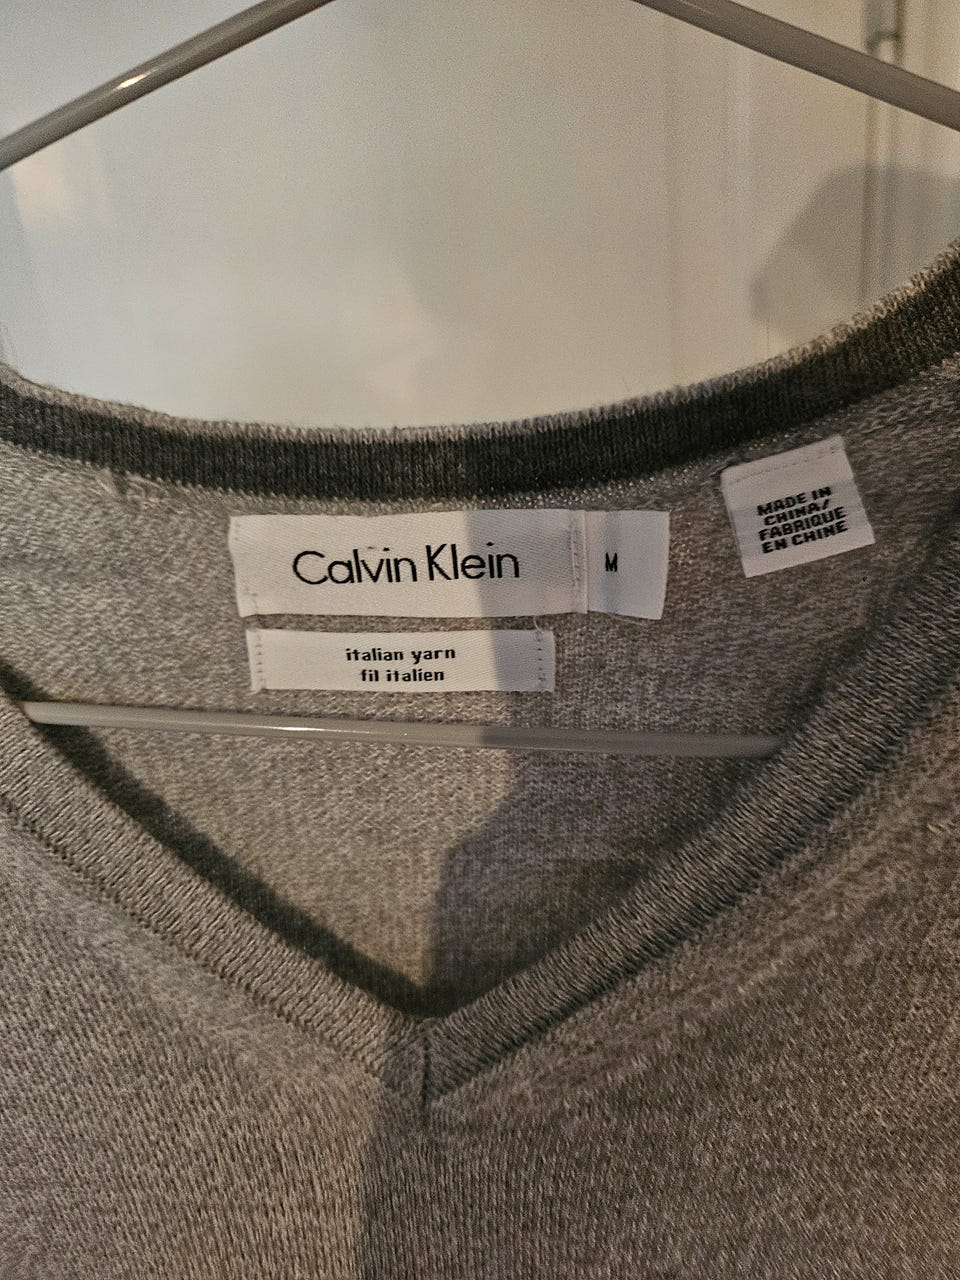 Calvin Klein
M
italian yarn
fil italien
MADE IN
CHINA/
FABRIQUE
EN CHINE